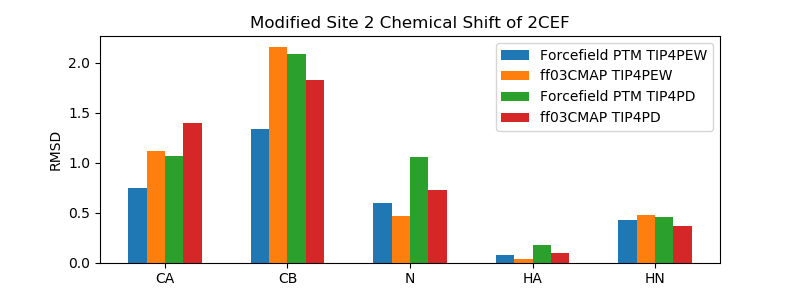 Modified Site 2 Chemical Shift of 2CEF
Forcefield PTM TIP4PEW
ff03CMAP TIP4PEW
Forcefield PTM TIP4PD
ff03CMAP TIP4PD
RMSD
2.0
1.5
1.0
0.5
0.0
CA CB N HA HN